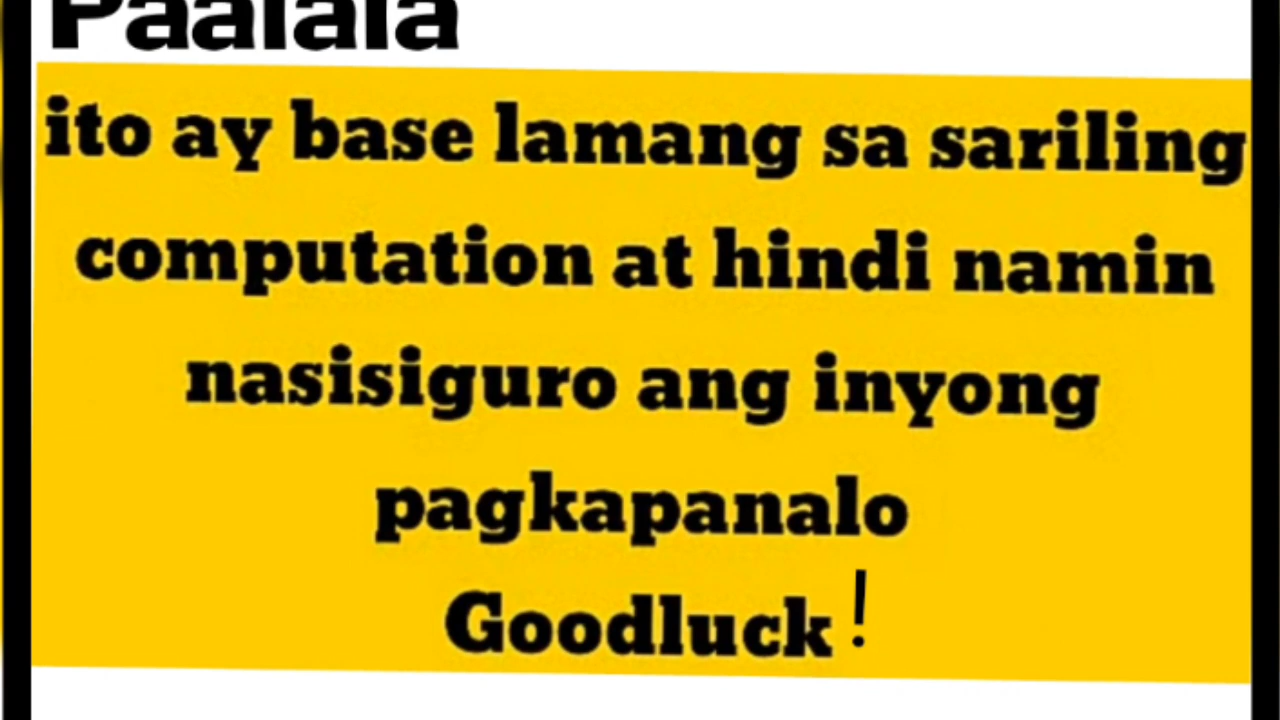 Paalala
ito ay base lamang sa sariling
computation at hindi namin
nasisiguro ang inyong
pagkapanalo
Goodluck!